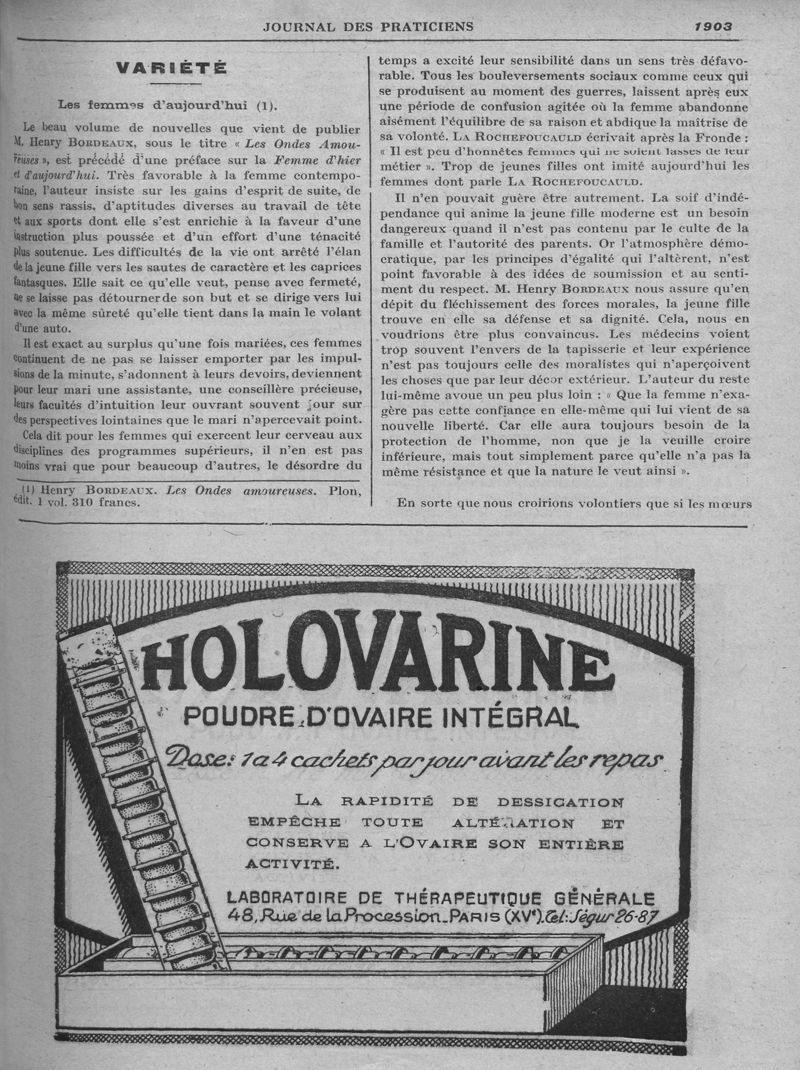 JOURNAL DES PRATICIENS
1903
VARIÉTÉ
Les femmes d'aujourd'hui (1).
Le beau volume de nouvelles que vient de publier
M. Henry BORDEAUX, sous le titre « Les Ondes Amou-
reuses », est précédé d'une préface sur la Femme d'hier
et d'aujourd'hui. Très favorable à la femme contempo-
raine, l'auteur insiste sur les gains d'esprit de suite, de
bon sens rassis, d'aptitudes diverses au travail de tête
et aux sports dont elle s'est enrichie à la faveur d'une
instruction plus poussée et d'un effort d'une ténacité
plus soutenue. Les difficultés de la vie ont arrêté l'élan
de la jeune fille vers les sautes de caractère et les caprices
fantasques. Elle sait ce qu'elle veut, pense avec fermeté,
ne se laisse pas détourner de son but et se dirige vers lui
avec la même sûreté qu'elle tient dans la main le volant
d'une auto.
Il est exact au surplus qu'une fois mariées, ces femmes
continuent de ne pas se laisser emporter par les impul-
sions de la minute, s'adonnent à leurs devoirs, deviennent
pour leur mari une assistante, une conseillère précieuse,
leurs facultés d'intuition leur ouvrant souvent jour sur
des perspectives lointaines que le mari n'apercevait point.
Cela dit pour les femmes qui exercent leur cerveau aux
disciplines des programmes supérieurs, il n'en est pas
moins vrai que pour beaucoup d'autres, le désordre du
(1) Henry BORDEAUX. Les Ondes amoureuses. Plon,
édit. 1 vol. 310 francs.
temps a excité leur sensibilité dans un sens très défavo-
rable. Tous les bouleversements sociaux comme ceux qui
se produisent au moment des guerres, laissent après eux
une période de confusion agitée où la femme abandonne
aisément l'équilibre de sa raison et abdique la maîtrise de
sa volonté. LA ROCHEFOUCAULD écrivait après la Fronde :
« Il est peu d'honnêtes femmes qui ne soient lasses de leur
métier ». Trop de jeunes filles ont imité aujourd'hui les
femmes dont parle LA ROCHEFOUCAULD.
Il n'en pouvait guère être autrement. La soif d'indé-
pendance qui anime la jeune fille moderne est un besoin
dangereux quand il n'est pas contenu par le culte de la
famille et l'autorité des parents. Or l'atmosphère démo-
cratique, par les principes d'égalité qui l'altèrent, n'est
point favorable à des idées de soumission et au senti-
ment du respect. M. Henry BORDEAUX nous assure qu'en
dépit du fléchissement des forces morales, la jeune fille
trouve en elle sa défense et sa dignité. Cela, nous en
voudrions être plus convaincus. Les médecins voient
trop souvent l'envers de la tapisserie et leur expérience
n'est pas toujours celle des moralistes qui n'aperçoivent
les choses que par leur décor extérieur. L'auteur du reste
lui-même avoue un peu plus loin : « Que la femme n'exa-
gère pas cette confiance en elle-même qui lui vient de sa
nouvelle liberté. Car elle aura toujours besoin de la
protection de l'homme, non que je la veuille croire
inférieure, mais tout simplement parce qu'elle n'a pas la
même résistance et que la nature le veut ainsi ».
En sorte que nous croirions volontiers que si les mœurs
HOLOVARINE
POUDRE D'OVAIRE INTÉGRAL
Dose: 1 a 4 cachets par jour avant les repas
LA RAPIDITÉ DE DESSICATION
EMPÊCHE TOUTE ALTÉRATION ET
CONSERVE A L'OVAIRE SON ENTIÈRE
ACTIVITÉ.
LABORATOIRE DE THÉRAPEUTIQUE GÉNÉRALE
48, Rue de la Procession_PARIS (XVe). Tel: Ségur 26-87